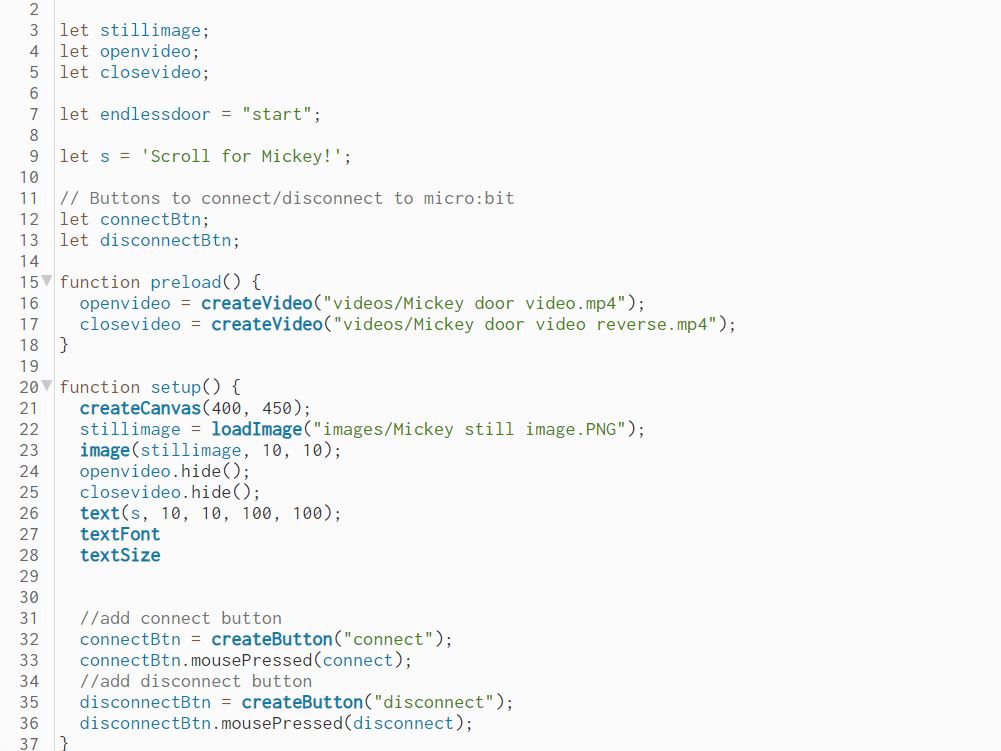 2
3 let stillimage;
4 let openvideo;
5 let closevideo;
6
7 let endlessdoor = "start";
8
9 let s = 'Scroll for Mickey!';
10
11 // Buttons to connect/disconnect to micro:bit
12 let connectBtn;
13 let disconnectBtn;
14
15 function preload() {
16   openvideo = createVideo("videos/Mickey door video.mp4");
17   closevideo = createVideo("videos/Mickey door video reverse.mp4");
18 }
19
20 function setup() {
21   createCanvas(400, 450);
22   stillimage = loadImage("images/Mickey still image.PNG");
23   image(stillimage, 10, 10);
24   openvideo.hide();
25   closevideo.hide();
26   text(s, 10, 10, 100, 100);
27   textFont
28   textSize
29
30
31   //add connect button
32   connectBtn = createButton("connect");
33   connectBtn.mousePressed(connect);
34   //add disconnect button
35   disconnectBtn = createButton("disconnect");
36   disconnectBtn.mousePressed(disconnect);
37 }